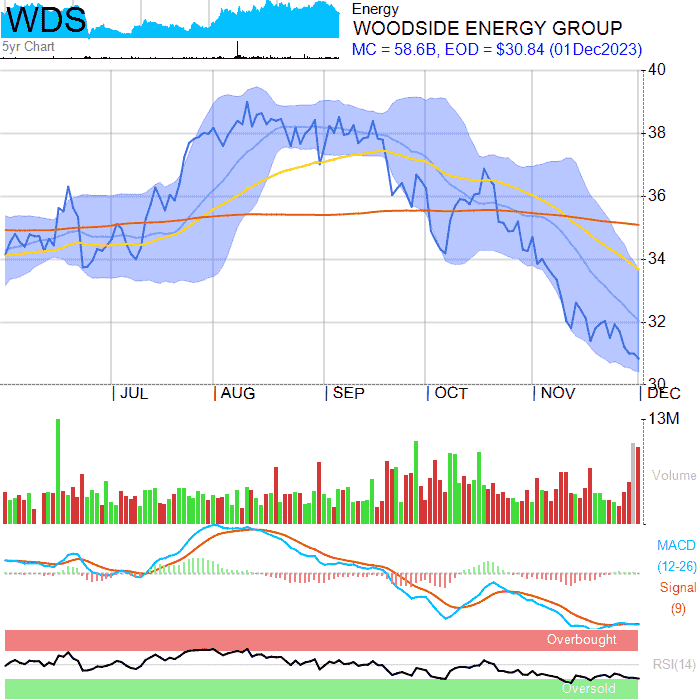 WDS
5yr Chart
Energy
WOODSIDE ENERGY GROUP
MC = 58.6B, EOD = $30.84 (01Dec2023)
40
38
36
34
32
30
JUL AUG SEP OCT NOV DEC
13M
Volume
MACD
(12-26)
Signal
(9)
Overbought
RSI(14)
Oversold